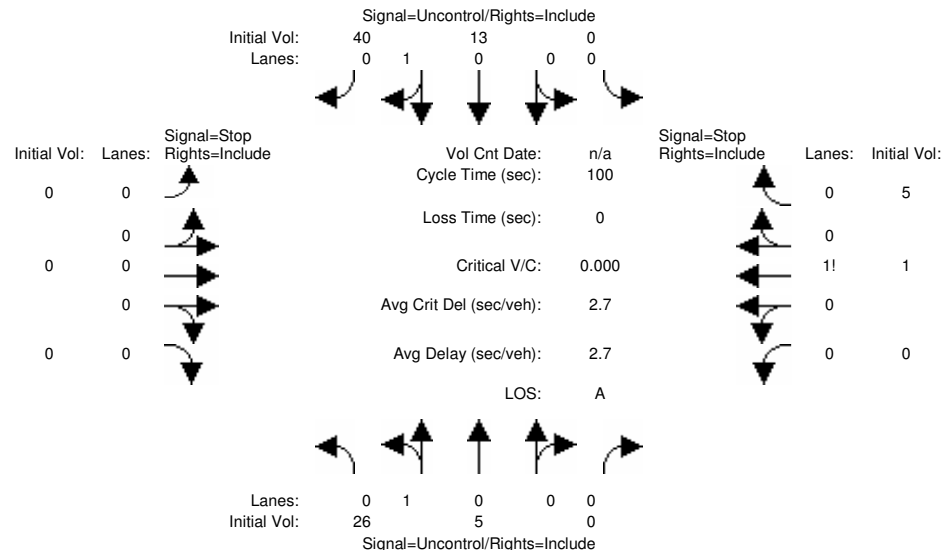 Signal=Uncontrol/Rights=Include
Initial Vol: 40 13 0
Lanes: 0 1 0 0 0
Signal=Stop Signal=Stop
Initial Vol: Lanes: Rights=Include Vol Cnt Date: n/a Rights=Include Lanes: Initial Vol:
Cycle Time (sec): 100
0 0 0 5
Loss Time (sec): 0
0 0
0 0 Critical V/C: 0.000 1! 1
0 Avg Crit Del (sec/veh): 2.7 0
0 0 Avg Delay (sec/veh): 2.7 0 0
LOS: A
Lanes: 0 1 0 0 0
Initial Vol: 26 5 0
Signal=Uncontrol/Rights=Include